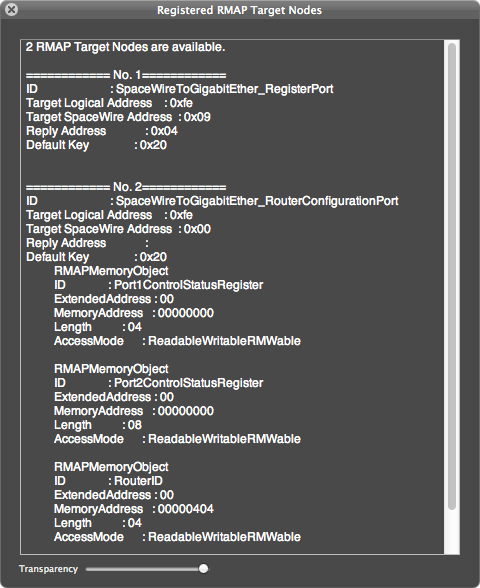 Registered RMAP Target Nodes
2 RMAP Target Nodes are available.
============ No. 1============
ID : SpaceWireToGigabitEther_RegisterPort
Target Logical Address : 0xfe
Target SpaceWire Address : 0x09
Reply Address : 0x04
Default Key : 0x20
============ No. 2============
ID : SpaceWireToGigabitEther_RouterConfigurationPort
Target Logical Address : 0xfe
Target SpaceWire Address : 0x00
Reply Address :
Default Key : 0x20
RMAPMemoryObject
ID : Port1ControlStatusRegister
ExtendedAddress : 00
MemoryAddress : 00000000
Length : 04
AccessMode : ReadableWritableRMWable
RMAPMemoryObject
ID : Port2ControlStatusRegister
ExtendedAddress : 00
MemoryAddress : 00000000
Length : 08
AccessMode : ReadableWritableRMWable
RMAPMemoryObject
ID : RouterID
ExtendedAddress : 00
MemoryAddress : 00000404
Length : 04
AccessMode : ReadableWritableRMWable
Transparency